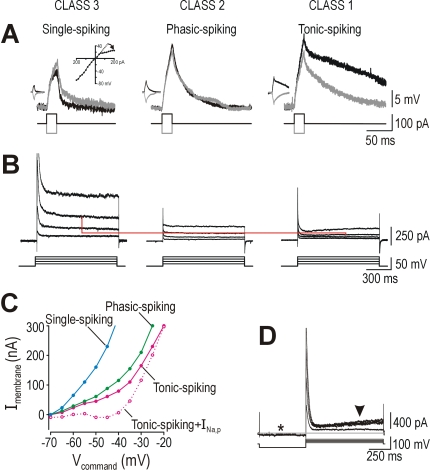 CLASS 3 CLASS 2 CLASS 1
A Single-spiking Phasic-spiking Tonic-spiking
40
200 200 pA
-80 mV
5 mV
100 pA
50 ms
B
250 pA
50 mV
300 ms
C
Phasic-spiking
Single-spiking
Tonic-spiking
Tonic-spiking+I Na,p
I membrane (nA)
300
200
100
0
-70 -60 -50 -40 -30 -20
V command (mV)
D
*
400 pA
100 mV
250 ms